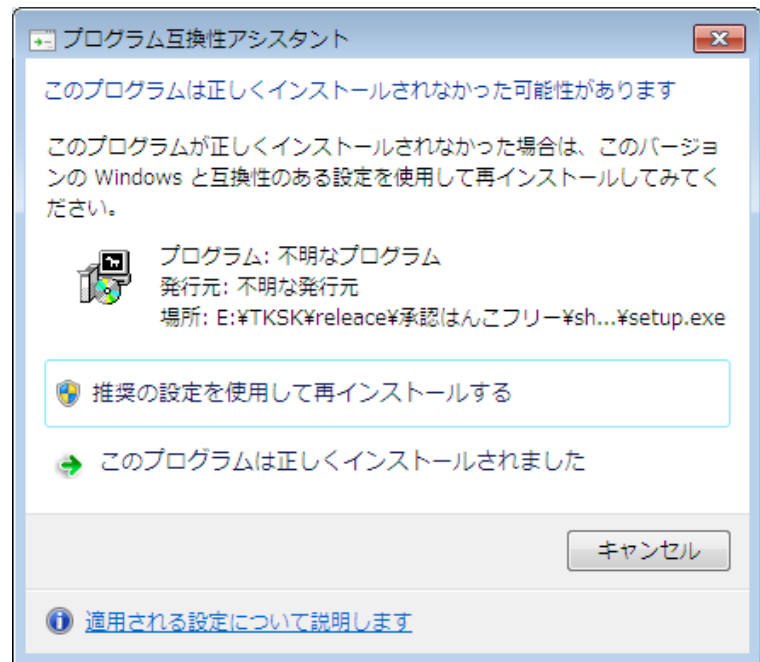 プログラム互換性アシスタント
このプログラムは正しくインストールされなかった可能性があります
このプログラムが正しくインストールされなかった場合は、このバージョ
ンの Windows と互換性のある設定を使用して再インストールしてみてく
ださい。
プログラム: 不明なプログラム
発行元: 不明な発行元
場所: E:¥TKSK¥releace¥承認はんこフリー¥sh...¥setup.exe
推奨の設定を使用して再インストールする
このプログラムは正しくインストールされました
キャンセル
適用される設定について説明します